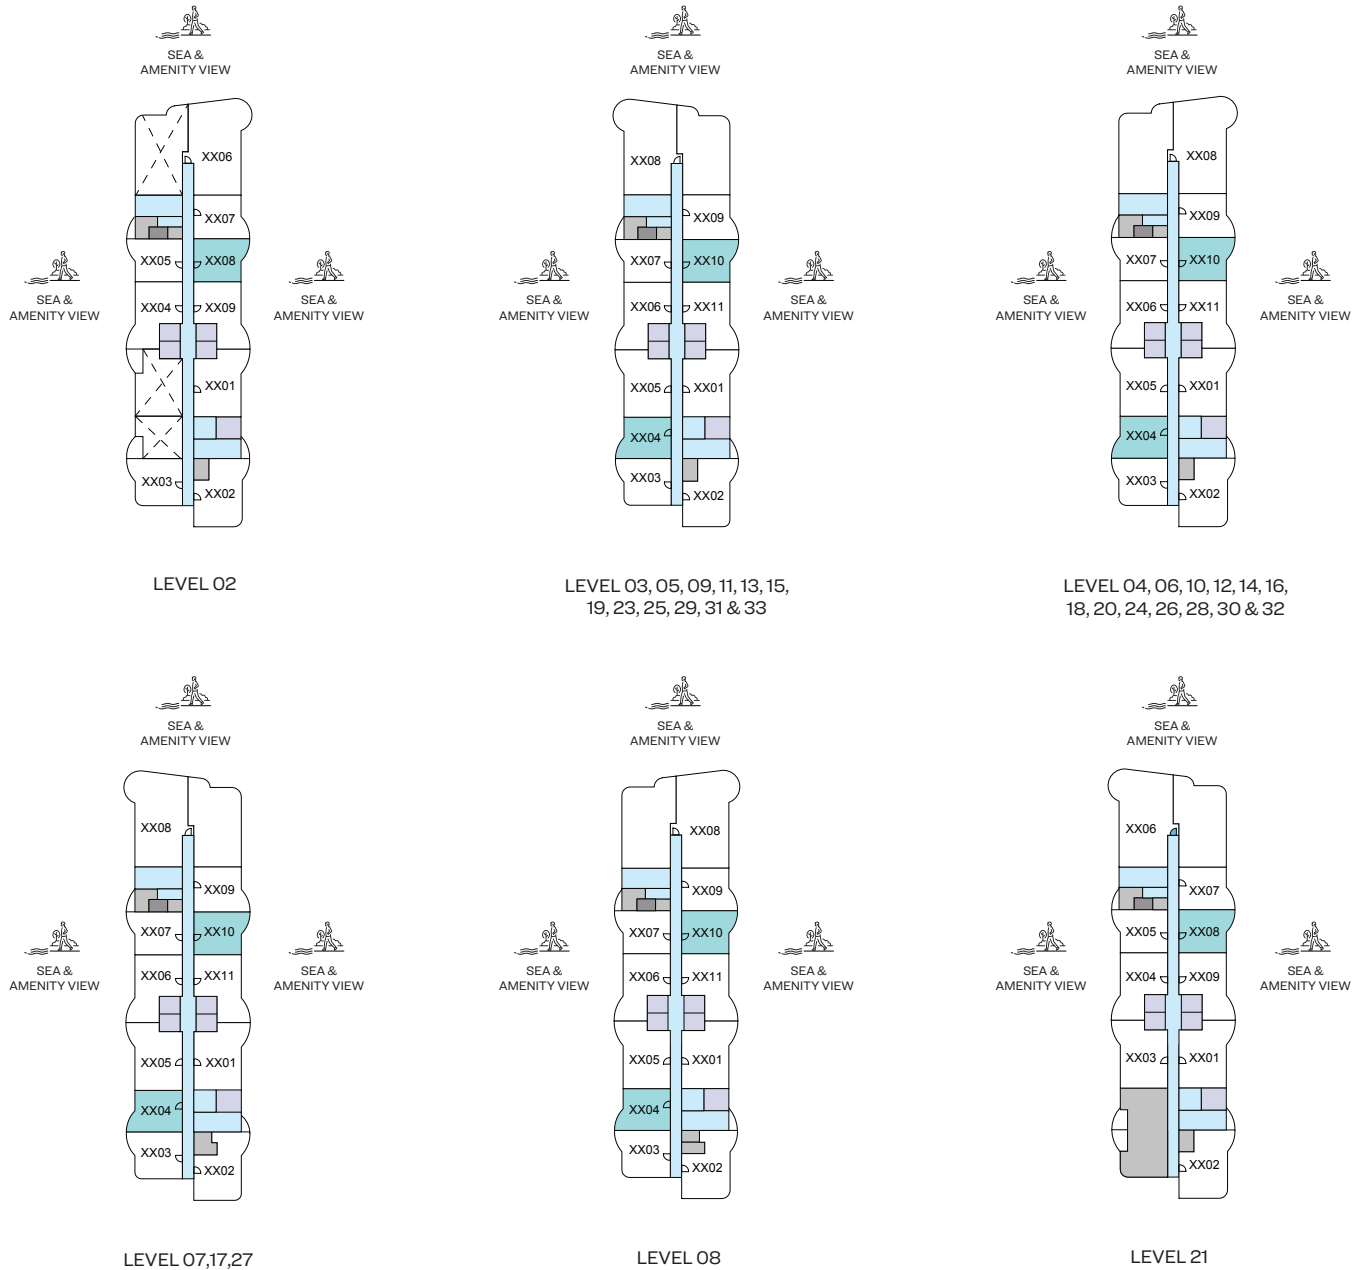 SEA &
AMENITY VIEW
XX06
XX07
XX05
XX08
SEA &
AMENITY VIEW
SEA &
AMENITY VIEW
XX04
XX09
XX01
XX03
XX02
LEVEL 02
SEA &
AMENITY VIEW
XX08
XX09
XX07
XX10
SEA &
AMENITY VIEW
SEA &
AMENITY VIEW
XX06
XX11
XX05
XX01
XX04
XX03
XX02
LEVEL 03, 05, 09, 11, 13, 15,
19, 23, 25, 29, 31 & 33
SEA &
AMENITY VIEW
XX08
XX09
XX07
XX10
SEA &
AMENITY VIEW
SEA &
AMENITY VIEW
XX06
XX11
XX05
XX01
XX04
XX03
XX02
LEVEL 04, 06, 10, 12, 14, 16,
18, 20, 24, 26, 28, 30 & 32
SEA &
AMENITY VIEW
XX08
XX09
XX07
XX10
SEA &
AMENITY VIEW
SEA &
AMENITY VIEW
XX06
XX11
XX05
XX01
XX04
XX03
XX02
LEVEL 07,17,27
SEA &
AMENITY VIEW
XX08
XX09
XX07
XX10
SEA &
AMENITY VIEW
SEA &
AMENITY VIEW
XX06
XX11
XX05
XX01
XX04
XX03
XX02
LEVEL 08
SEA &
AMENITY VIEW
XX06
XX07
XX05
XX08
SEA &
AMENITY VIEW
SEA &
AMENITY VIEW
XX04
XX09
XX03
XX01
XX02
LEVEL 21